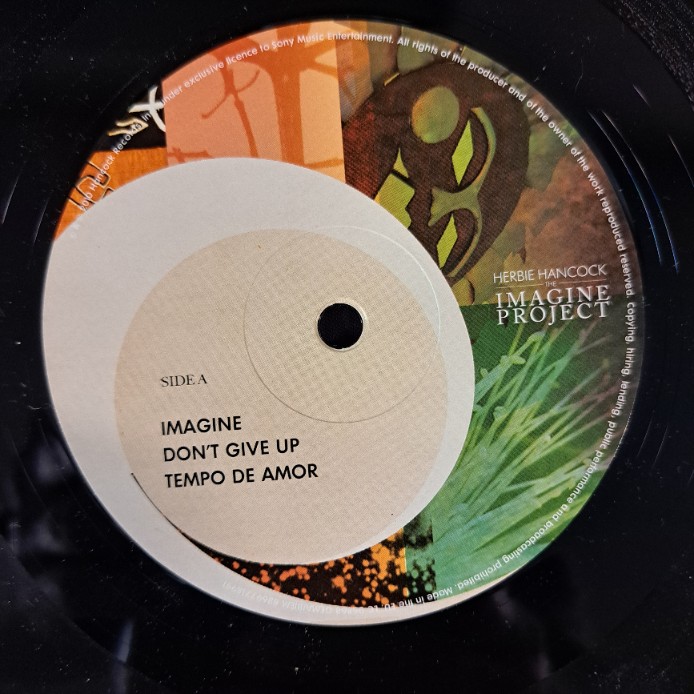 SIDE A
IMAGINE
DON'T GIVE UP
TEMPO DE AMOR
HERBIE HANCOCK
THE
IMAGINE
PROJECT
Hancock Records under exclusive licence to Sony Music Entertainment. All rights of the producer and of the owner of the work reproduced reserved. Copying, hiring, lending, public performance and broadcasting prohibited. Made in the